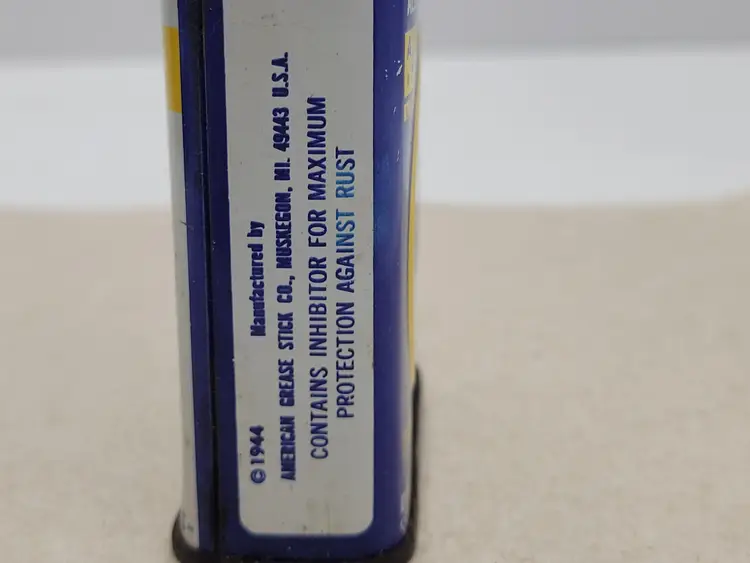 ©1944 Manufactured by
AMERICAN GREASE STICK CO., MUSKEGON, MI. 49443 U.S.A.
CONTAINS INHIBITOR FOR MAXIMUM
PROTECTION AGAINST RUST